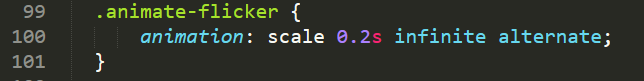 99 .animate-flicker {
100 animation: scale 0.2s infinite alternate;
101 }